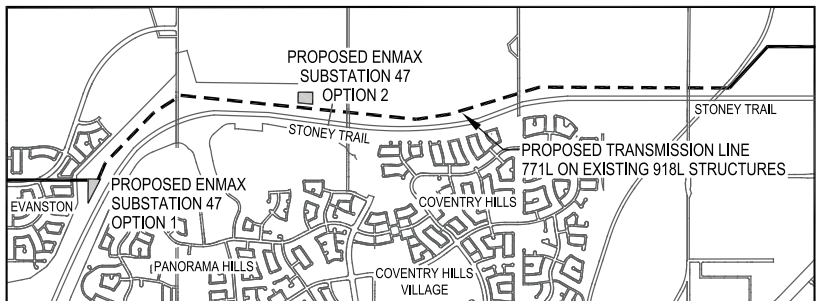 PROPOSED ENMAX
SUBSTATION 47
OPTION 2
STONEY TRAIL
STONEY TRAIL
PROPOSED TRANSMISSION LINE
771L ON EXISTING 918L STRUCTURES
PROPOSED ENMAX
SUBSTATION 47
OPTION 1
EVANSTON
COVENTRY HILLS
PANORAMA HILLS
COVENTRY HILLS
VILLAGE